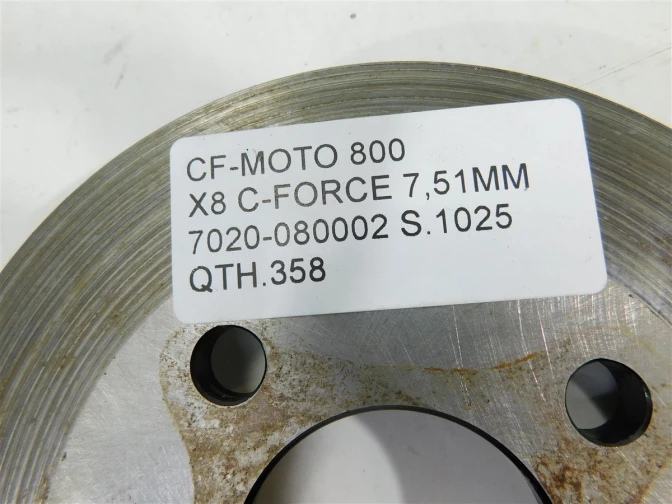 CF-MOTO 800
X8 C-FORCE 7,51MM
7020-080002 S.1025
QTH.358